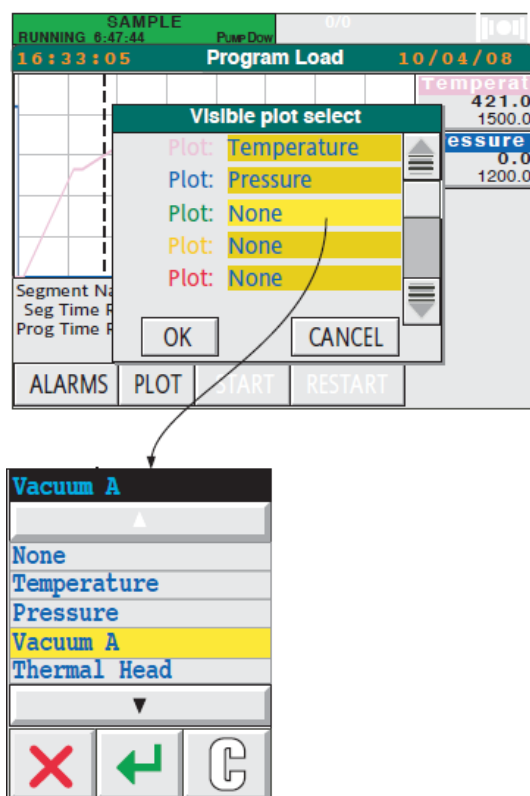 SAMPLE
RUNNING 6:47:44 PUMP DOW
0/0
16:33:05 Program Load 10/04/08
Temperat
421.0
1500.0
essure
0.0
1200.0
Visible plot select
Plot: Temperature
Plot: Pressure
Plot: None
Plot: None
Plot: None
OK CANCEL
Segment Na
Seg Time R
Prog Time R
ALARMS PLOT START RESTART
Vacuum A
None
Temperature
Pressure
Vacuum A
Thermal Head
C